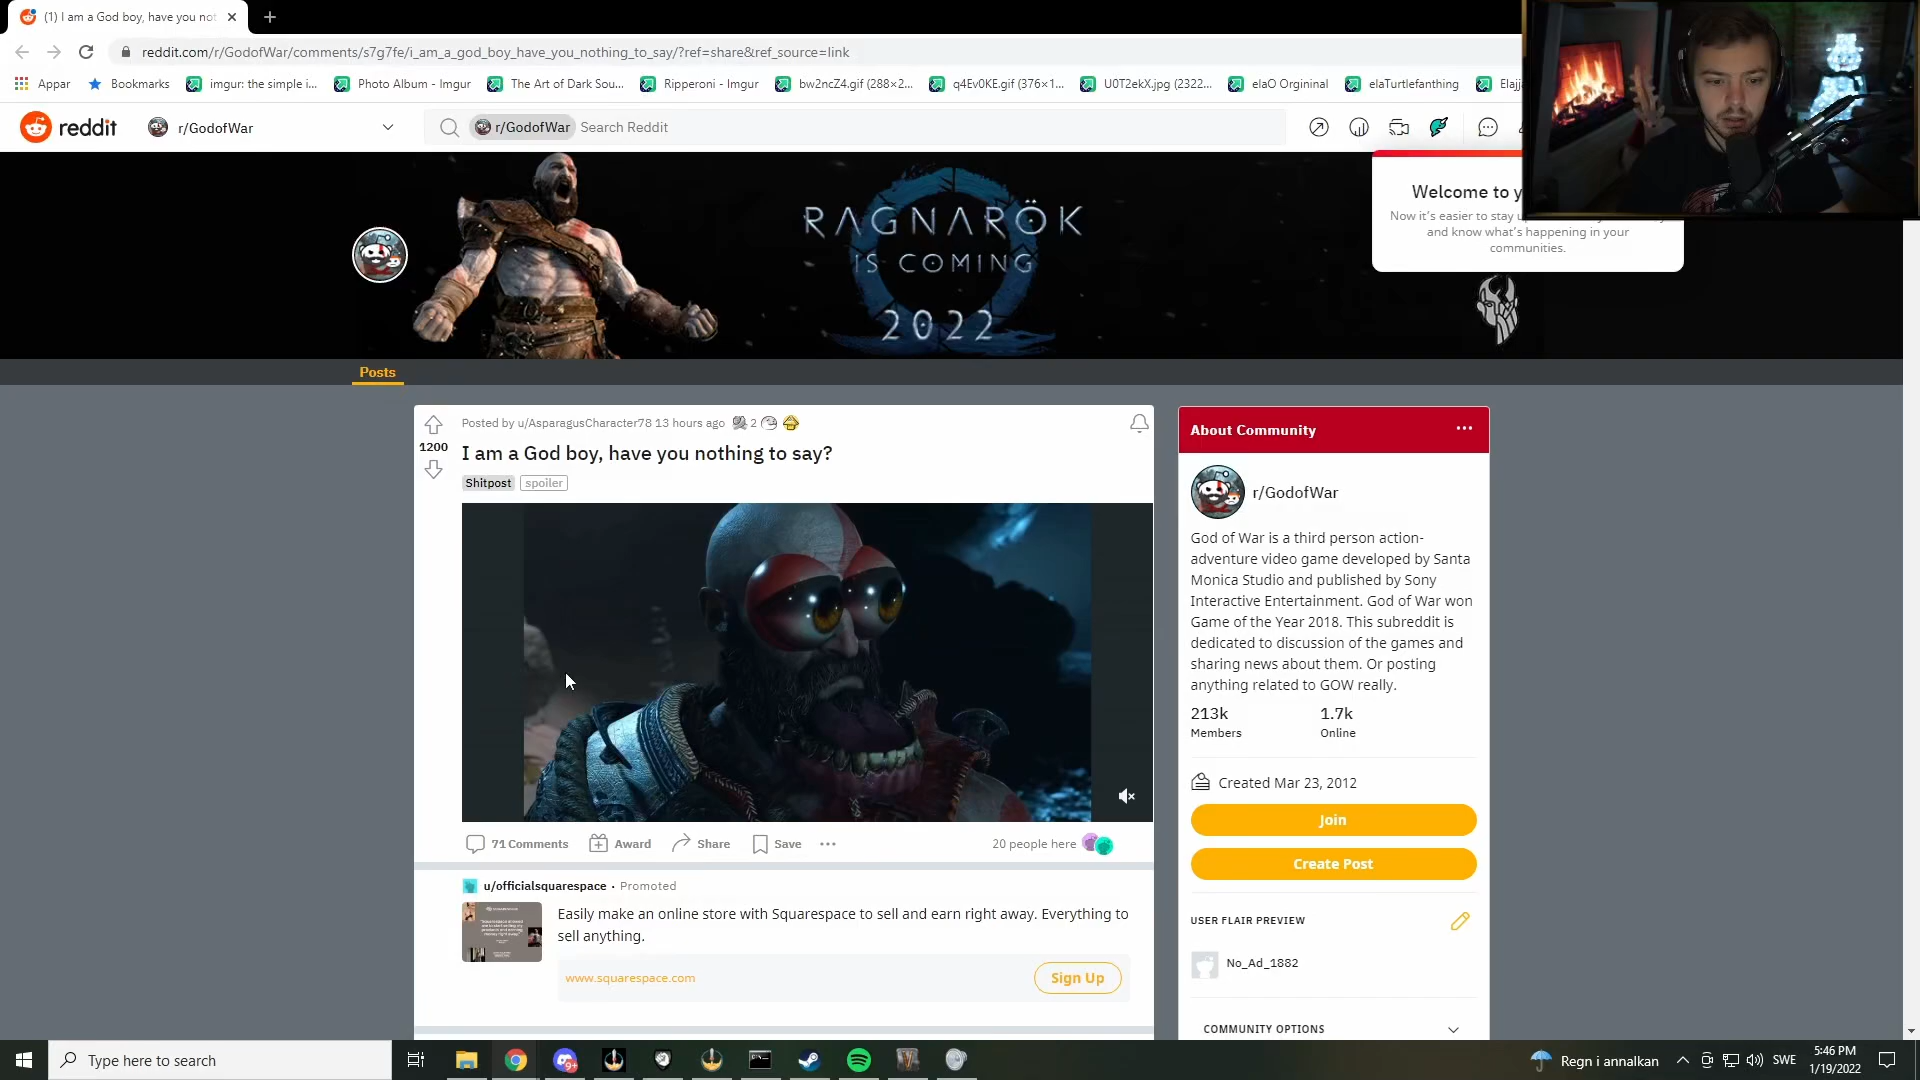 (1) I am a God boy, have you not
reddit.com/r/GodofWar/comments/s7g7fe/i_am_a_god_boy_have_you_nothing_to_say/?ref=share&ref_source=link
Appar
Bookmarks
imgur: the simple i...
Photo Album - Imgur
The Art of Dark Sou...
Ripperoni - Imgur
bw2ncZ4.gif (288×2...
q4Ev0KE.gif (376×1...
U0T2ekX.jpg (2322...
elaO Orgininal
elaTurtlefanthing
Elajj
reddit
r/GodofWar
r/GodofWar
Search Reddit
RAGNARÖK
IS COMING
2022
Welcome to y
Now it's easier to stay u
and know what's happening in your
communities.
Posts
Posted by u/AsparagusCharacter78 13 hours ago
2
1200
I am a God boy, have you nothing to say?
Shitpost
spoiler
71 Comments
Award
Share
Save
20 people here
u/officialsquarespace • Promoted
Easily make an online store with Squarespace to sell and earn right away. Everything to
sell anything.
www.squarespace.com
Sign Up
About Community
r/GodofWar
God of War is a third person action-
adventure video game developed by Santa
Monica Studio and published by Sony
Interactive Entertainment. God of War won
Game of the Year 2018. This subreddit is
dedicated to discussion of the games and
sharing news about them. Or posting
anything related to GOW really.
213k
Members
1.7k
Online
Created Mar 23, 2012
Join
Create Post
USER FLAIR PREVIEW
No_Ad_1882
COMMUNITY OPTIONS
Type here to search
9+
Regn i annalkan
SWE
5:46 PM
1/19/2022